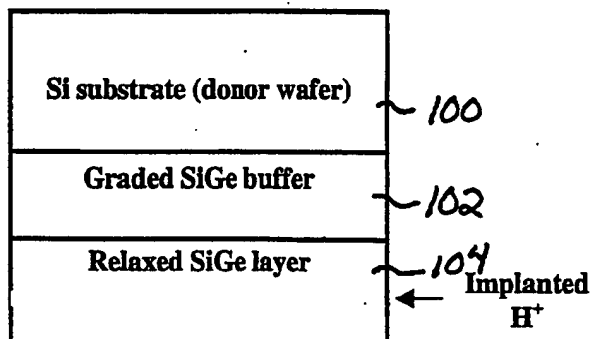 Si substrate (donor wafer)
100
Graded SiGe buffer
102
Relaxed SiGe layer
104
Implanted
H⁺